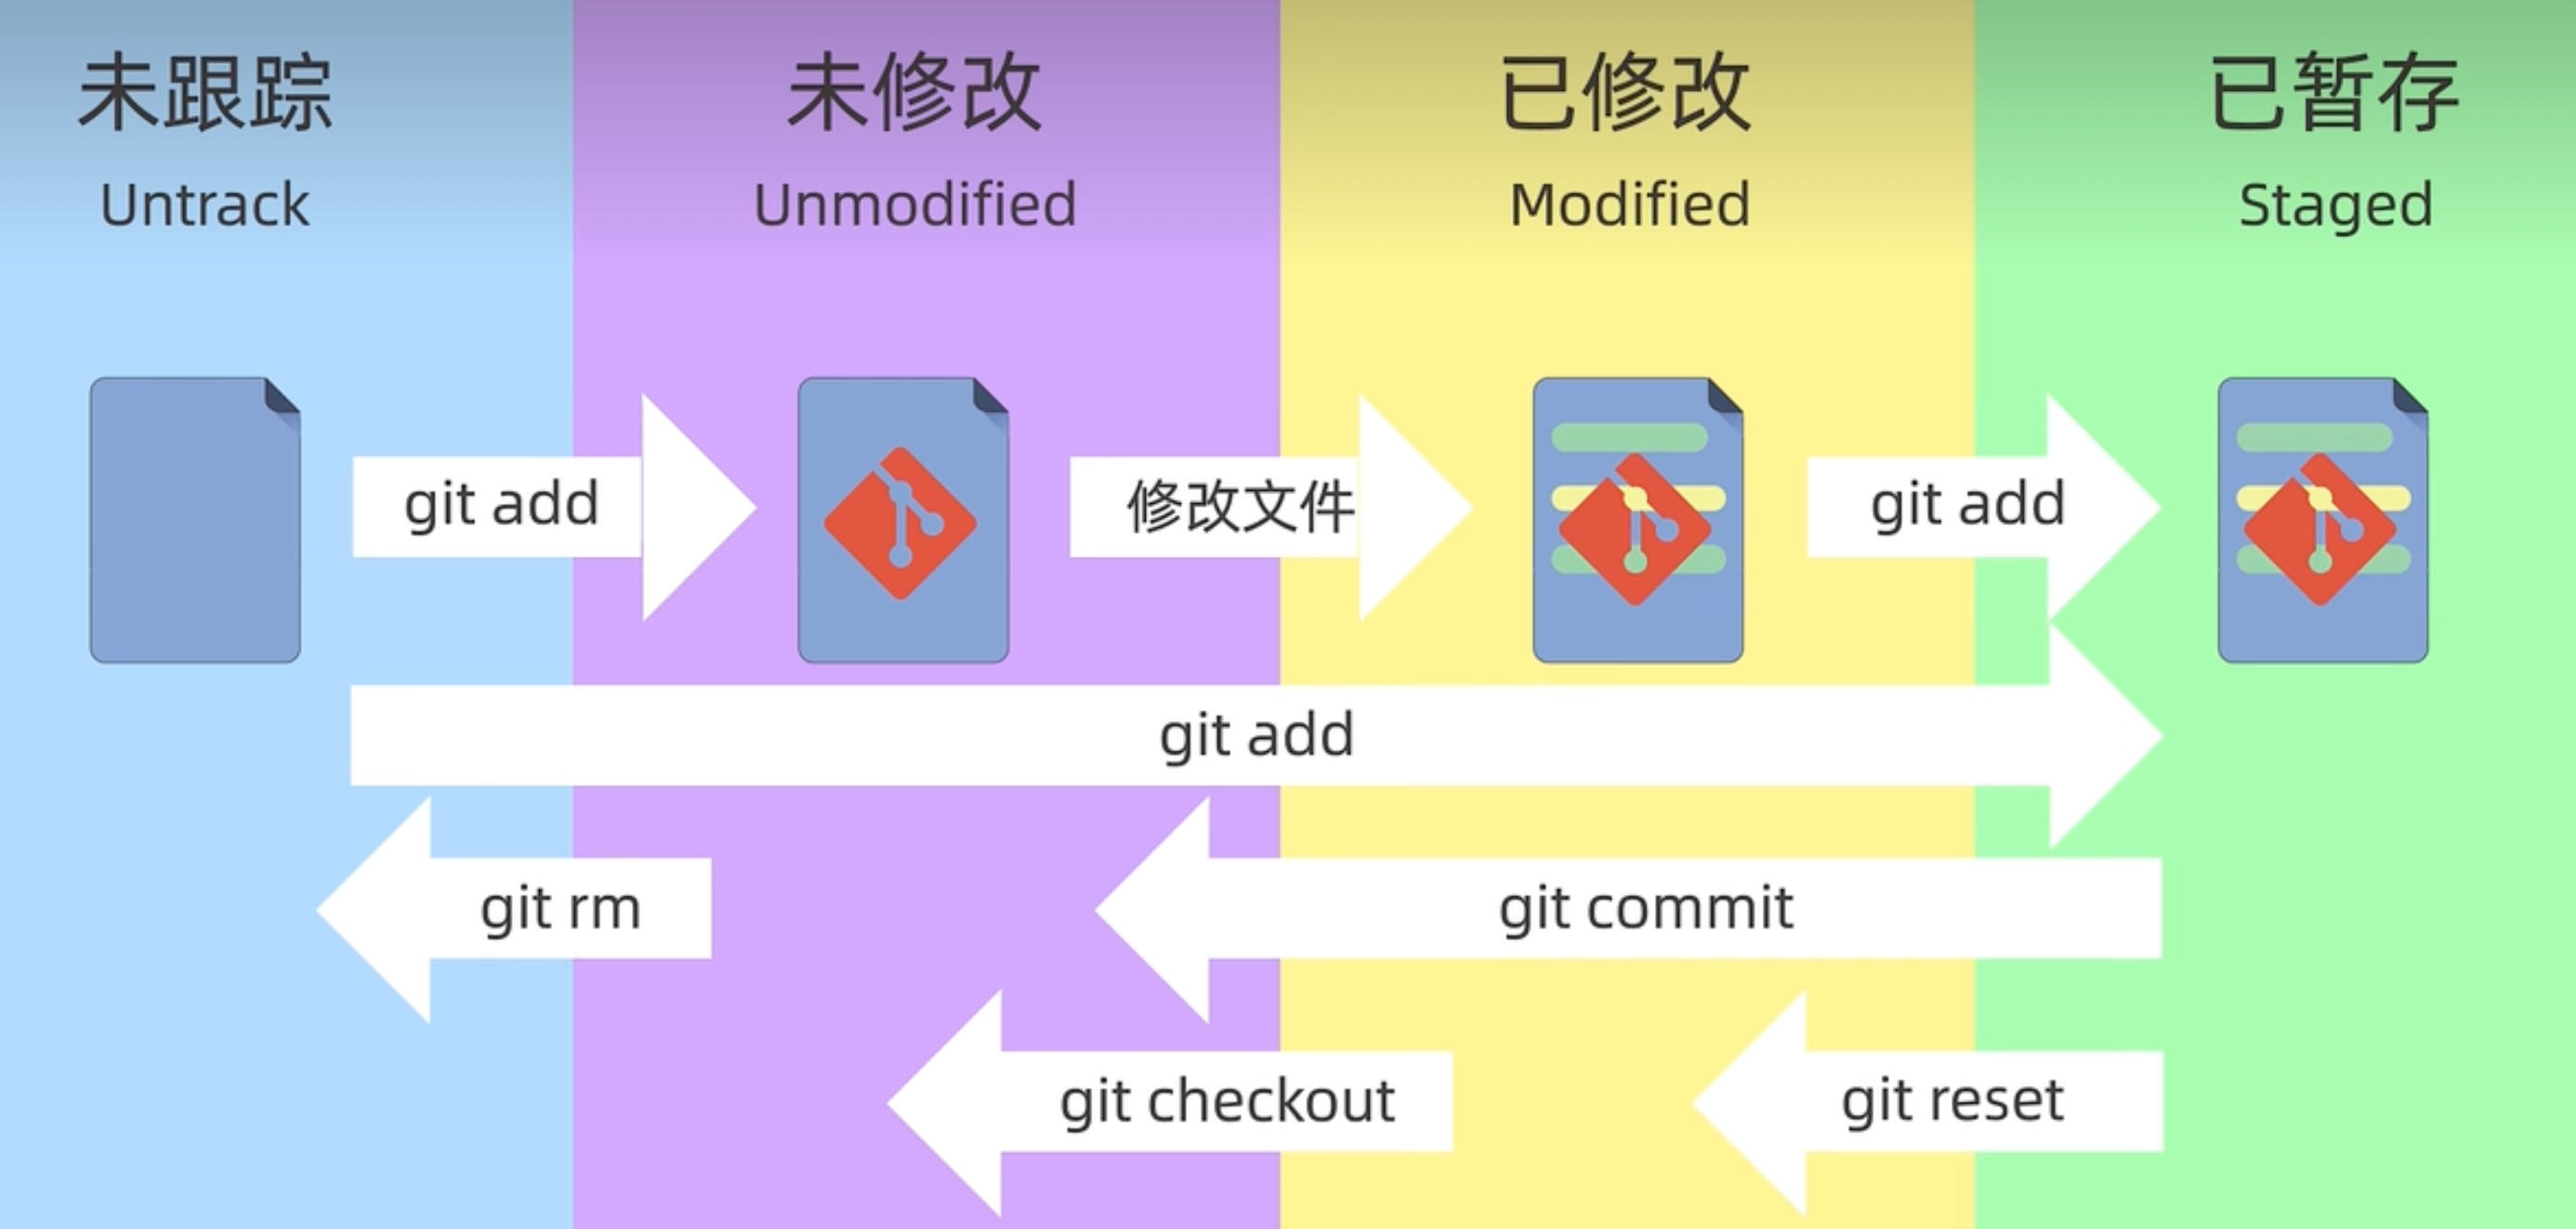 未跟踪
Untrack
未修改
Unmodified
已修改
Modified
已暂存
Staged
git add
修改文件
git add
git add
git rm
git commit
git checkout
git reset